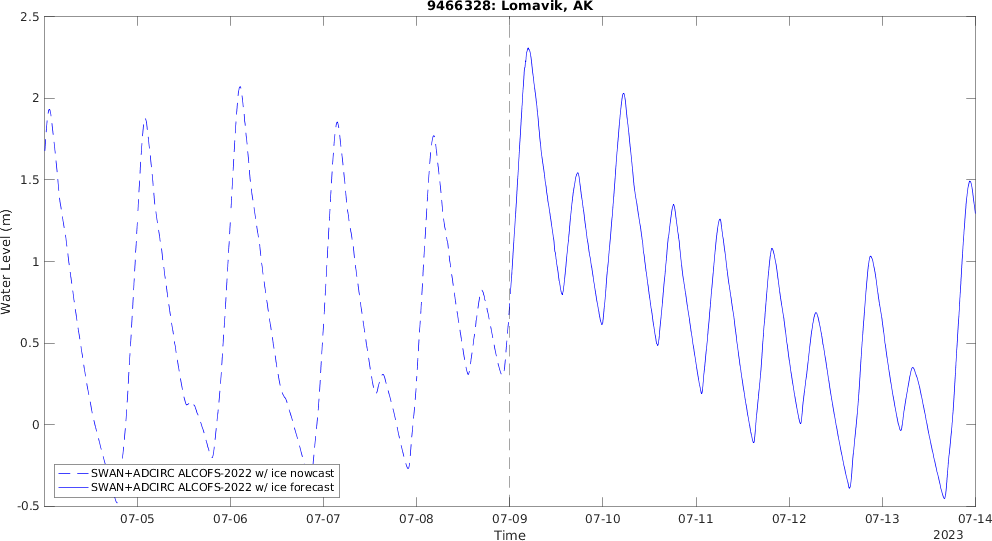 9466328: Lomavik, AK
2.5
2
1.5
1
0.5
0
-0.5
Water Level (m)
SWAN+ADCIRC ALCOFS-2022 w/ ice nowcast
SWAN+ADCIRC ALCOFS-2022 w/ ice forecast
07-05 07-06 07-07 07-08 07-09 07-10 07-11 07-12 07-13 07-14
Time
2023